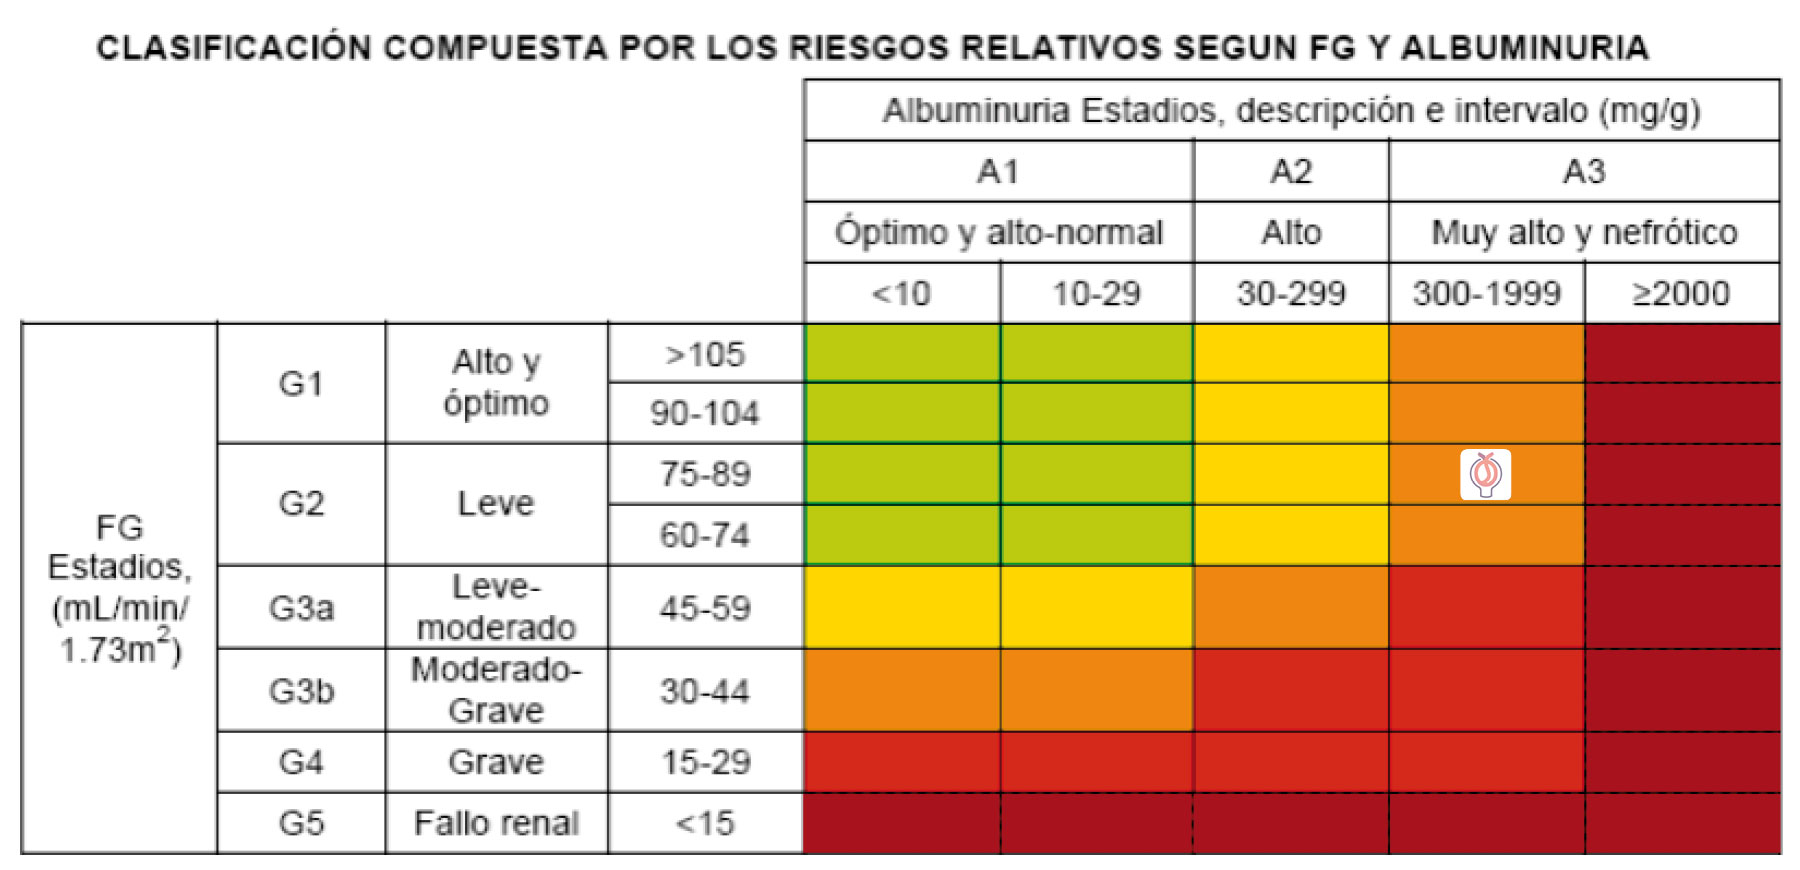 CLASIFICACIÓN COMPUESTA POR LOS RIESGOS RELATIVOS SEGUN FG Y ALBUMINURIA
Albuminuria Estadios, descripción e intervalo (mg/g)
A1 A2 A3
Óptimo y alto-normal Alto Muy alto y nefrótico
<10 10-29 30-299 300-1999 ≥2000
FG
Estadios,
(mL/min/
1.73m²)
G1
Alto y
óptimo
>105
90-104
G2
Leve
75-89
60-74
G3a
Leve-
moderado
45-59
G3b
Moderado-
Grave
30-44
G4
Grave
15-29
G5
Fallo renal
<15